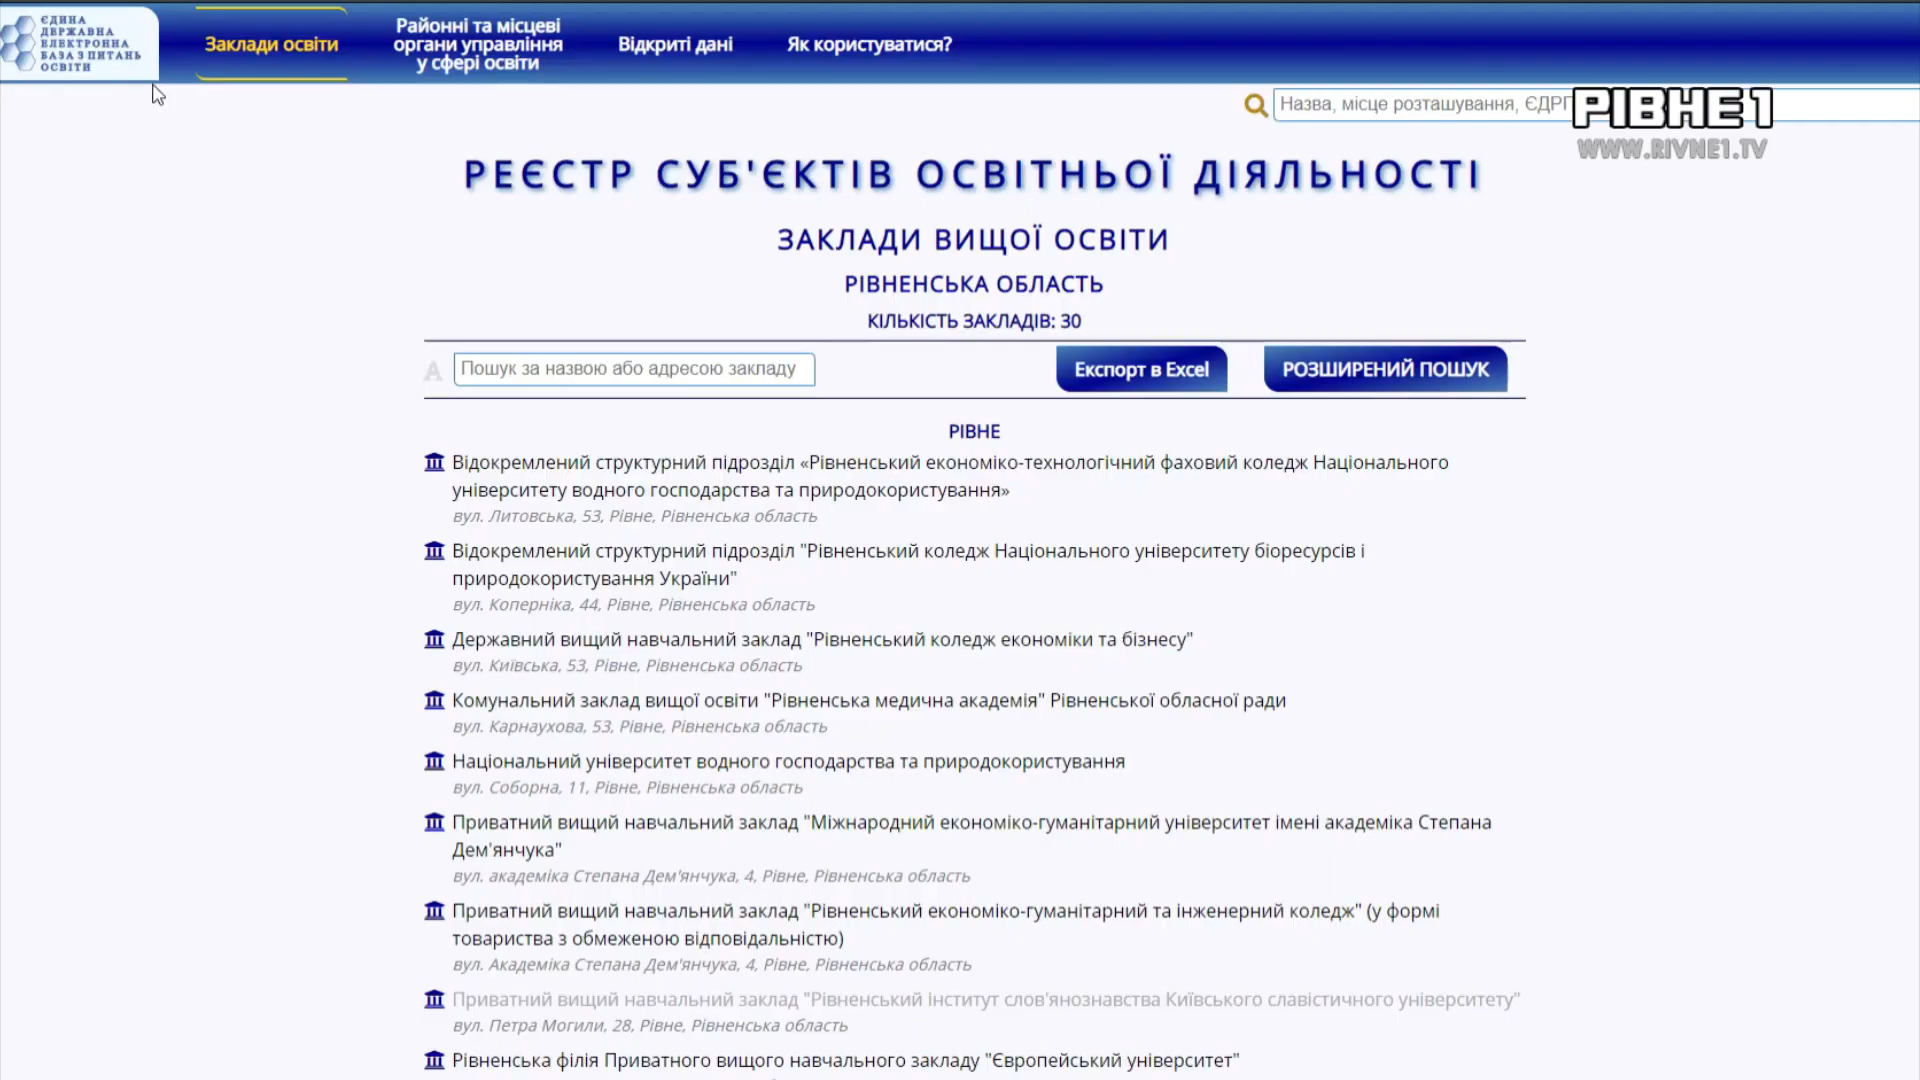 ЄДИНА
ДЕРЖАВНА
ЕЛЕКТРОННА
БАЗА З ПИТАНЬ
ОСВІТИ
Заклади освіти
Районні та місцеві
органи управління
у сфері освіти
Відкриті дані
Як користуватися?
Назва, місце розташування, ЄДРП
РІВНЕ1
WWW.RIVNE1.TV
РЕЄСТР СУБ'ЄКТІВ ОСВІТНЬОЇ ДІЯЛЬНОСТІ
ЗАКЛАДИ ВИЩОЇ ОСВІТИ
РІВНЕНСЬКА ОБЛАСТЬ
КІЛЬКІСТЬ ЗАКЛАДІВ: 30
A
Пошук за назвою або адресою закладу
Експорт в Excel
РОЗШИРЕНИЙ ПОШУК
РІВНЕ
Відокремлений структурний підрозділ «Рівненський економіко-технологічний фаховий коледж Національного
університету водного господарства та природокористування»
вул. Литовська, 53, Рівне, Рівненська область
Відокремлений структурний підрозділ "Рівненський коледж Національного університету біоресурсів і
природокористування України"
вул. Коперніка, 44, Рівне, Рівненська область
Державний вищий навчальний заклад "Рівненський коледж економіки та бізнесу"
вул. Київська, 53, Рівне, Рівненська область
Комунальний заклад вищої освіти "Рівненська медична академія" Рівненської обласної ради
вул. Карнаухова, 53, Рівне, Рівненська область
Національний університет водного господарства та природокористування
вул. Соборна, 11, Рівне, Рівненська область
Приватний вищий навчальний заклад "Міжнародний економіко-гуманітарний університет імені академіка Степана
Дем'янчука"
вул. академіка Степана Дем'янчука, 4, Рівне, Рівненська область
Приватний вищий навчальний заклад "Рівненський економіко-гуманітарний та інженерний коледж" (у формі
товариства з обмеженою відповідальністю)
вул. Академіка Степана Дем'янчука, 4, Рівне, Рівненська область
Приватний вищий навчальний заклад "Рівненський інститут слов'янознавства Київського славістичного університету"
вул. Петра Могили, 28, Рівне, Рівненська область
Рівненська філія Приватного вищого навчального закладу "Європейський університет"